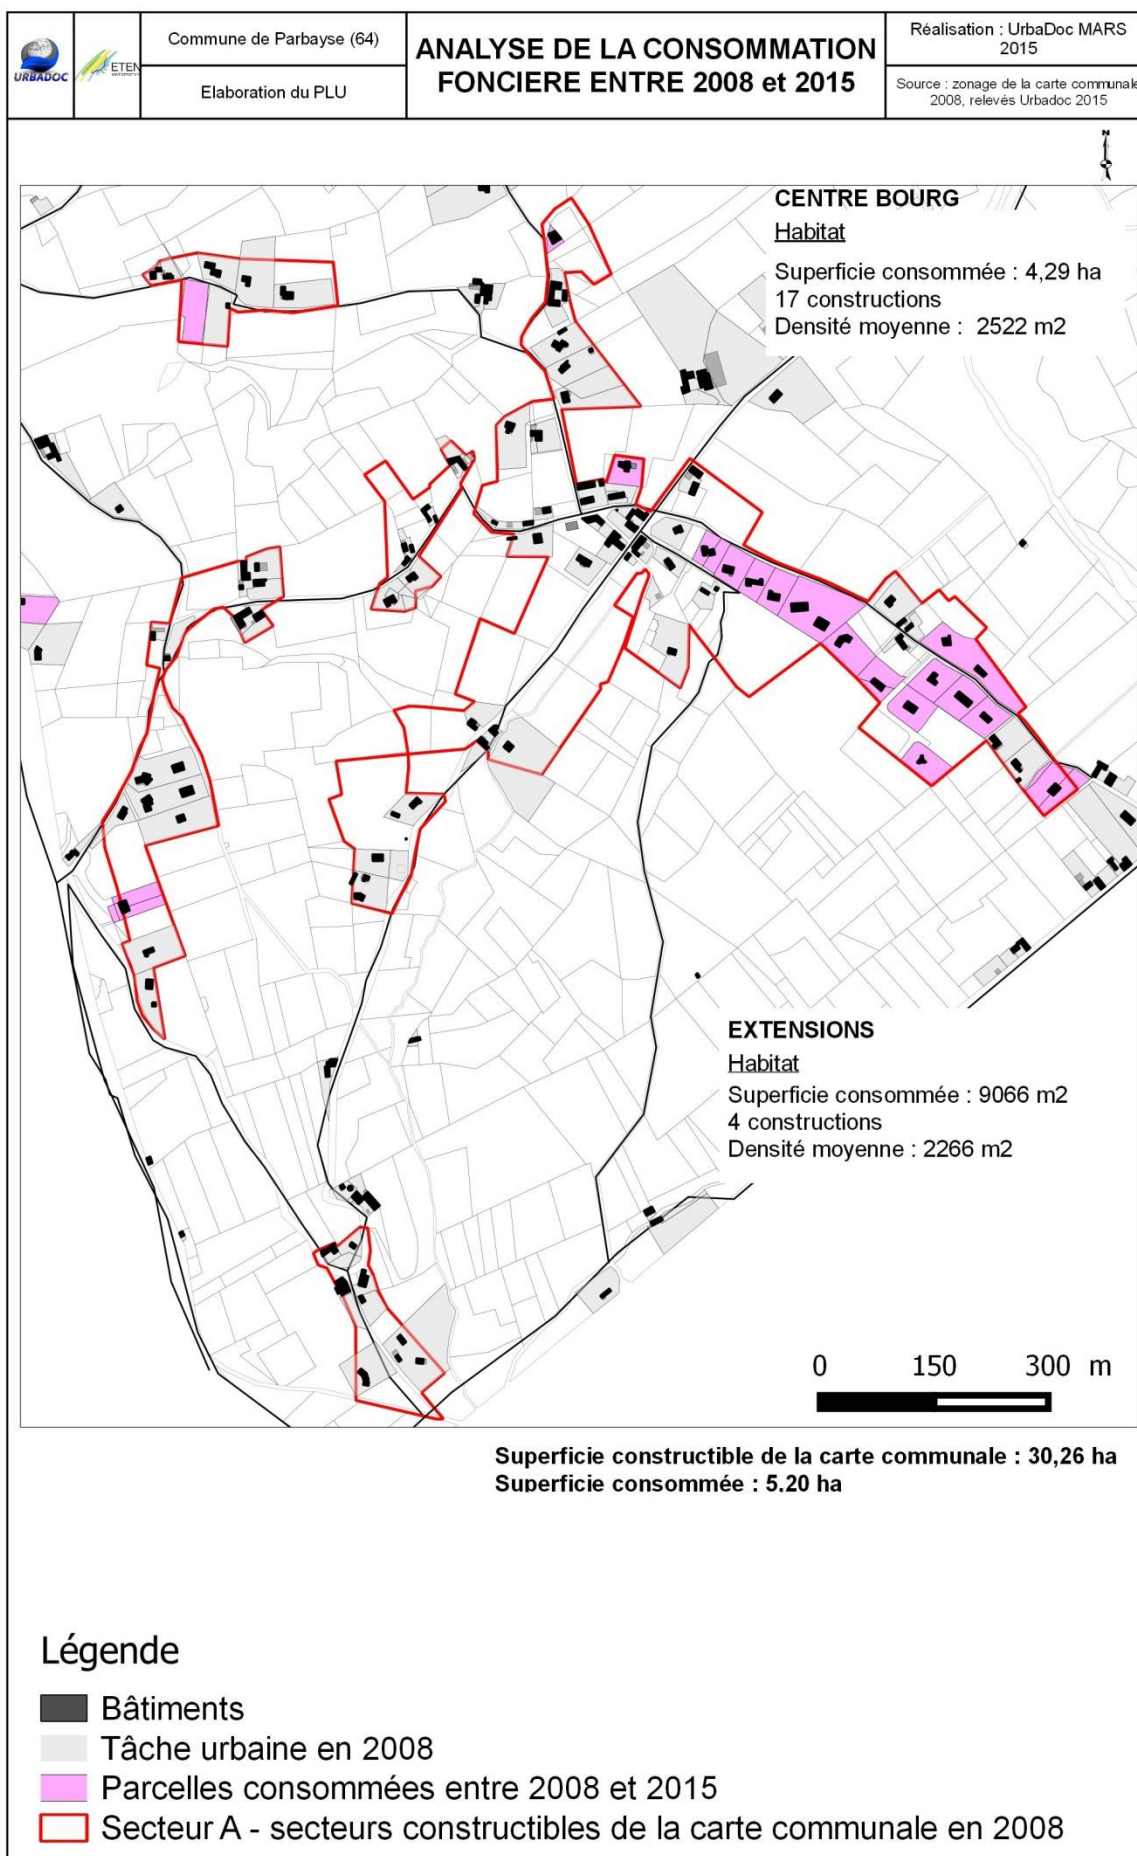 URBADOC
ETEN
Commune de Parbayse (64)
Elaboration du PLU
ANALYSE DE LA CONSOMMATION
FONCIERE ENTRE 2008 et 2015
Réalisation : UrbaDoc MARS
2015
Source : zonage de la carte communale
2008, relevés Urbadoc 2015
N
CENTRE BOURG
Habitat
Superficie consommée : 4,29 ha
17 constructions
Densité moyenne : 2522 m2
EXTENSIONS
Habitat
Superficie consommée : 9066 m2
4 constructions
Densité moyenne : 2266 m2
0 150 300 m
Superficie constructible de la carte communale : 30,26 ha
Superficie consommée : 5.20 ha
Légende
Bâtiments
Tâche urbaine en 2008
Parcelles consommées entre 2008 et 2015
Secteur A - secteurs constructibles de la carte communale en 2008